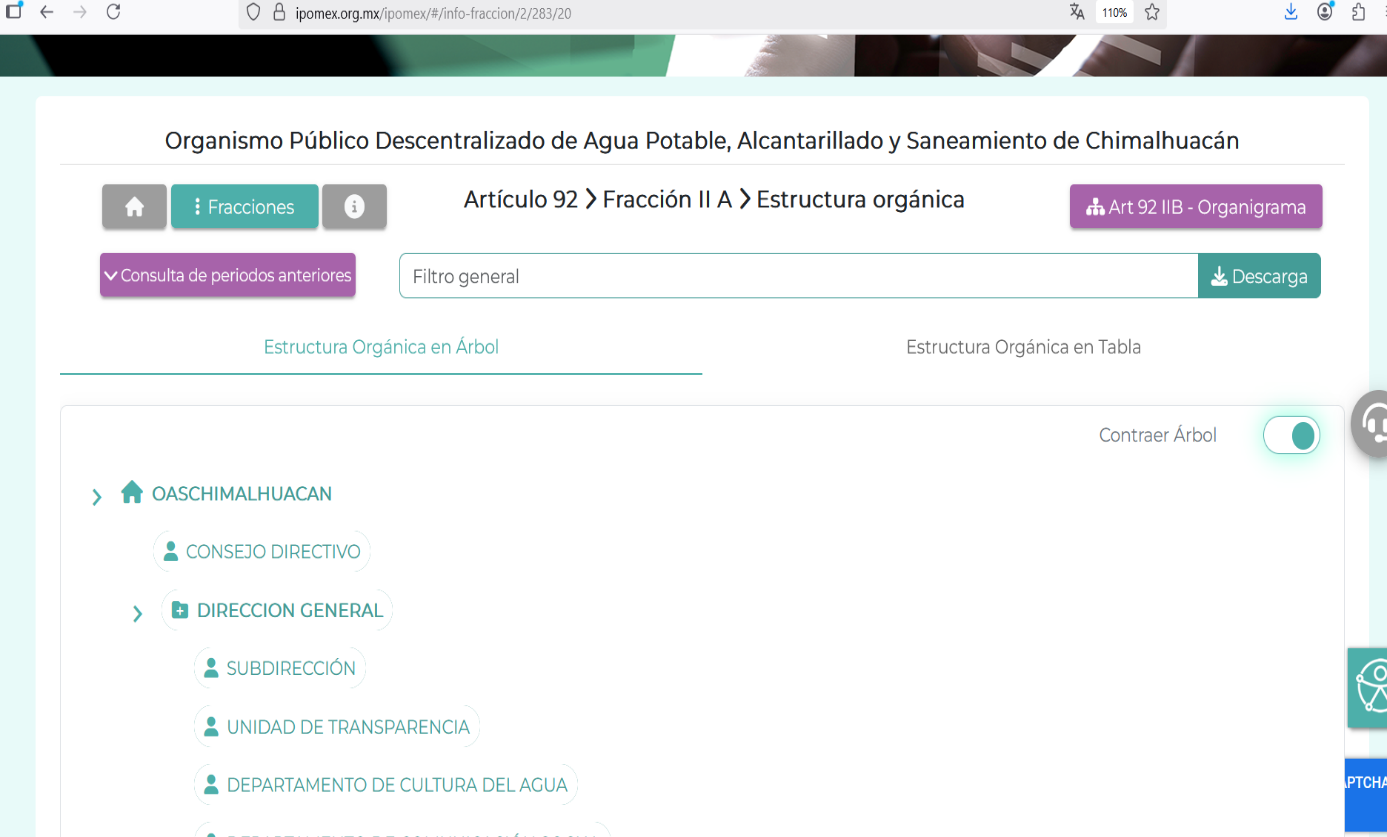 ipomex.org.mx/ipomex/#/info-fraccion/2/283/20
110%
Organismo Público Descentralizado de Agua Potable, Alcantarillado y Saneamiento de Chimalhuacán
Fracciones
Artículo 92 > Fracción II A > Estructura orgánica
Art 92 IIB - Organigrama
Consulta de periodos anteriores
Filtro general
Descarga
Estructura Orgánica en Árbol
Estructura Orgánica en Tabla
Contraer Árbol
OASCHIMALHUACAN
CONSEJO DIRECTIVO
DIRECCION GENERAL
SUBDIRECCIÓN
UNIDAD DE TRANSPARENCIA
DEPARTAMENTO DE CULTURA DEL AGUA